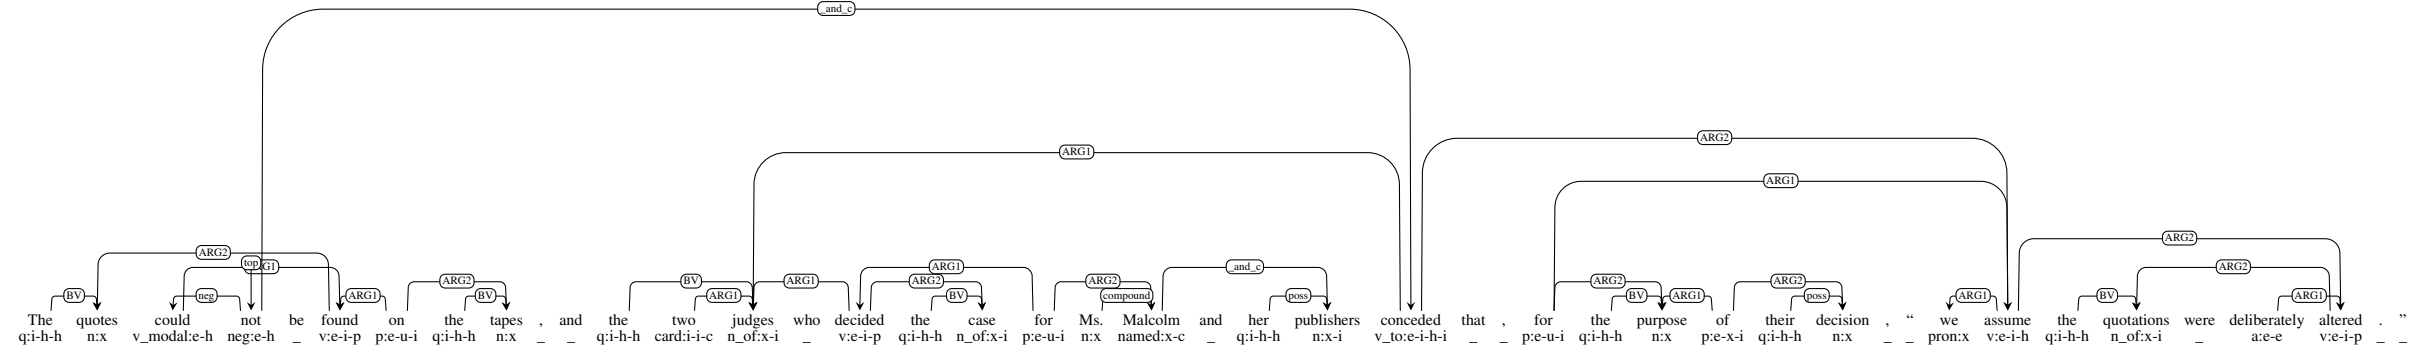 _and_c
ARG2
ARG1
ARG1
ARG2 ARG2
top ARG1 _and_c ARG2
ARG2 BV ARG1 ARG2 ARG2 ARG2
BV neg ARG1 BV ARG1 BV compound poss BV ARG1 poss ARG1 BV ARG1
The quotes could not be found on the tapes , and the two judges who decided the case for Ms. Malcolm and her publishers conceded that , for the purpose of their decision , “ we assume the quotations were deliberately altered . ”
q:i-h-h n:x v_modal:e-h neg:e-h _ v:e-i-p p:e-u-i q:i-h-h n:x _ _ q:i-h-h card:i-i-c n_of:x-i _ v:e-i-p q:i-h-h n_of:x-i p:e-u-i n:x named:x-c _ q:i-h-h n:x-i v_to:e-i-h-i _ _ p:e-u-i q:i-h-h n:x p:e-x-i q:i-h-h n:x _ _ pron:x v:e-i-h q:i-h-h n_of:x-i _ a:e-e v:e-i-p _ _